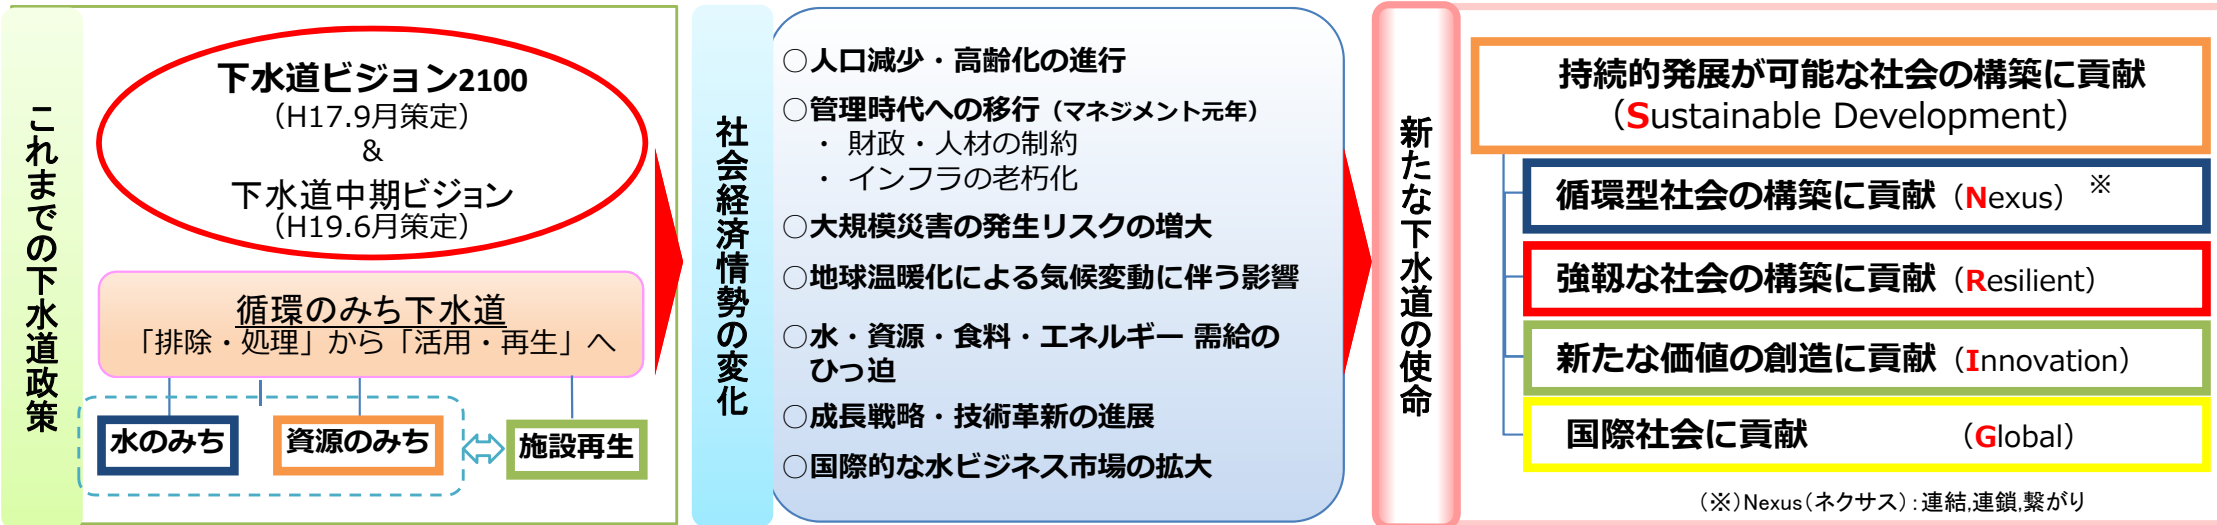 これまでの下水道政策
下水道ビジョン2100
（H17.9月策定）
&
下水道中期ビジョン
（H19.6月策定）
循環のみち下水道
「排除・処理」から「活用・再生」へ
水のみち
資源のみち
施設再生
社会経済情勢の変化
○人口減少・高齢化の進行
○管理時代への移行（マネジメント元年）
・ 財政・人材の制約
・ インフラの老朽化
○大規模災害の発生リスクの増大
○地球温暖化による気候変動に伴う影響
○水・資源・食料・エネルギー 需給の
ひっ迫
○成長戦略・技術革新の進展
○国際的な水ビジネス市場の拡大
新たな下水道の使命
持続的発展が可能な社会の構築に貢献
（Sustainable Development）
循環型社会の構築に貢献（Nexus）※
強靱な社会の構築に貢献（Resilient）
新たな価値の創造に貢献（Innovation）
国際社会に貢献 （Global）
（※）Nexus（ネクサス）：連結,連鎖,繋がり